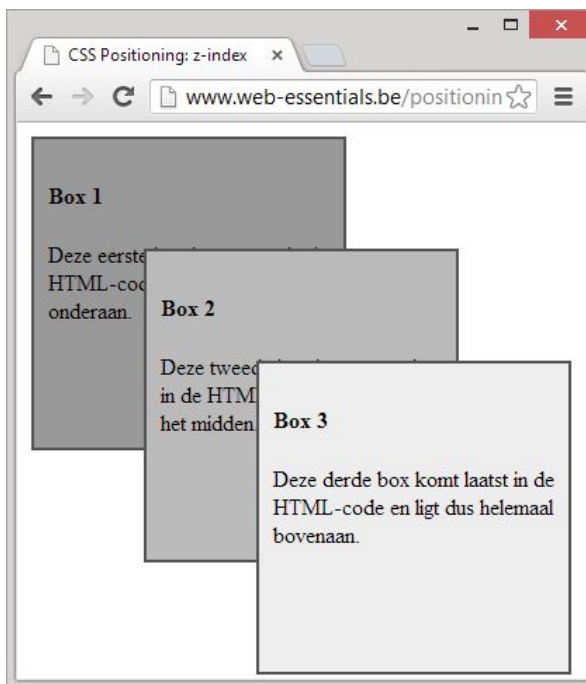 CSS Positioning: z-index
www.web-essentials.be/positionin
Box 1
Deze eerste
HTML-cod
onderaan.
Box 2
Deze tweed
in de HTM
het midden
Box 3
Deze derde box komt laatst in de
HTML-code en ligt dus helemaal
bovenaan.